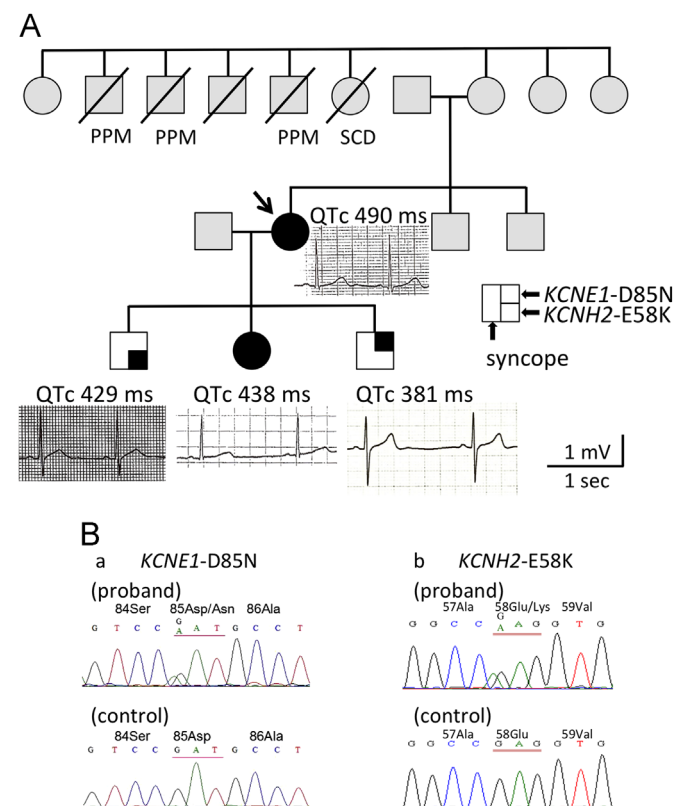 A
PPM PPM PPM SCD
QTc 490 ms
KCNE1-D85N
KCNH2-E58K
syncope
QTc 429 ms QTc 438 ms QTc 381 ms
1 mV
1 sec
B
a KCNE1-D85N
(proband)
84Ser 85Asp/Asn 86Ala
G
G T C C A A T G C C T
(control)
84Ser 85Asp 86Ala
G T C C G A T G C C T
b KCNH2-E58K
(proband)
57Ala 58Glu/Lys 59Val
G
G G C C A A G G T G
(control)
57Ala 58Glu 59Val
G G C C G A G G T G